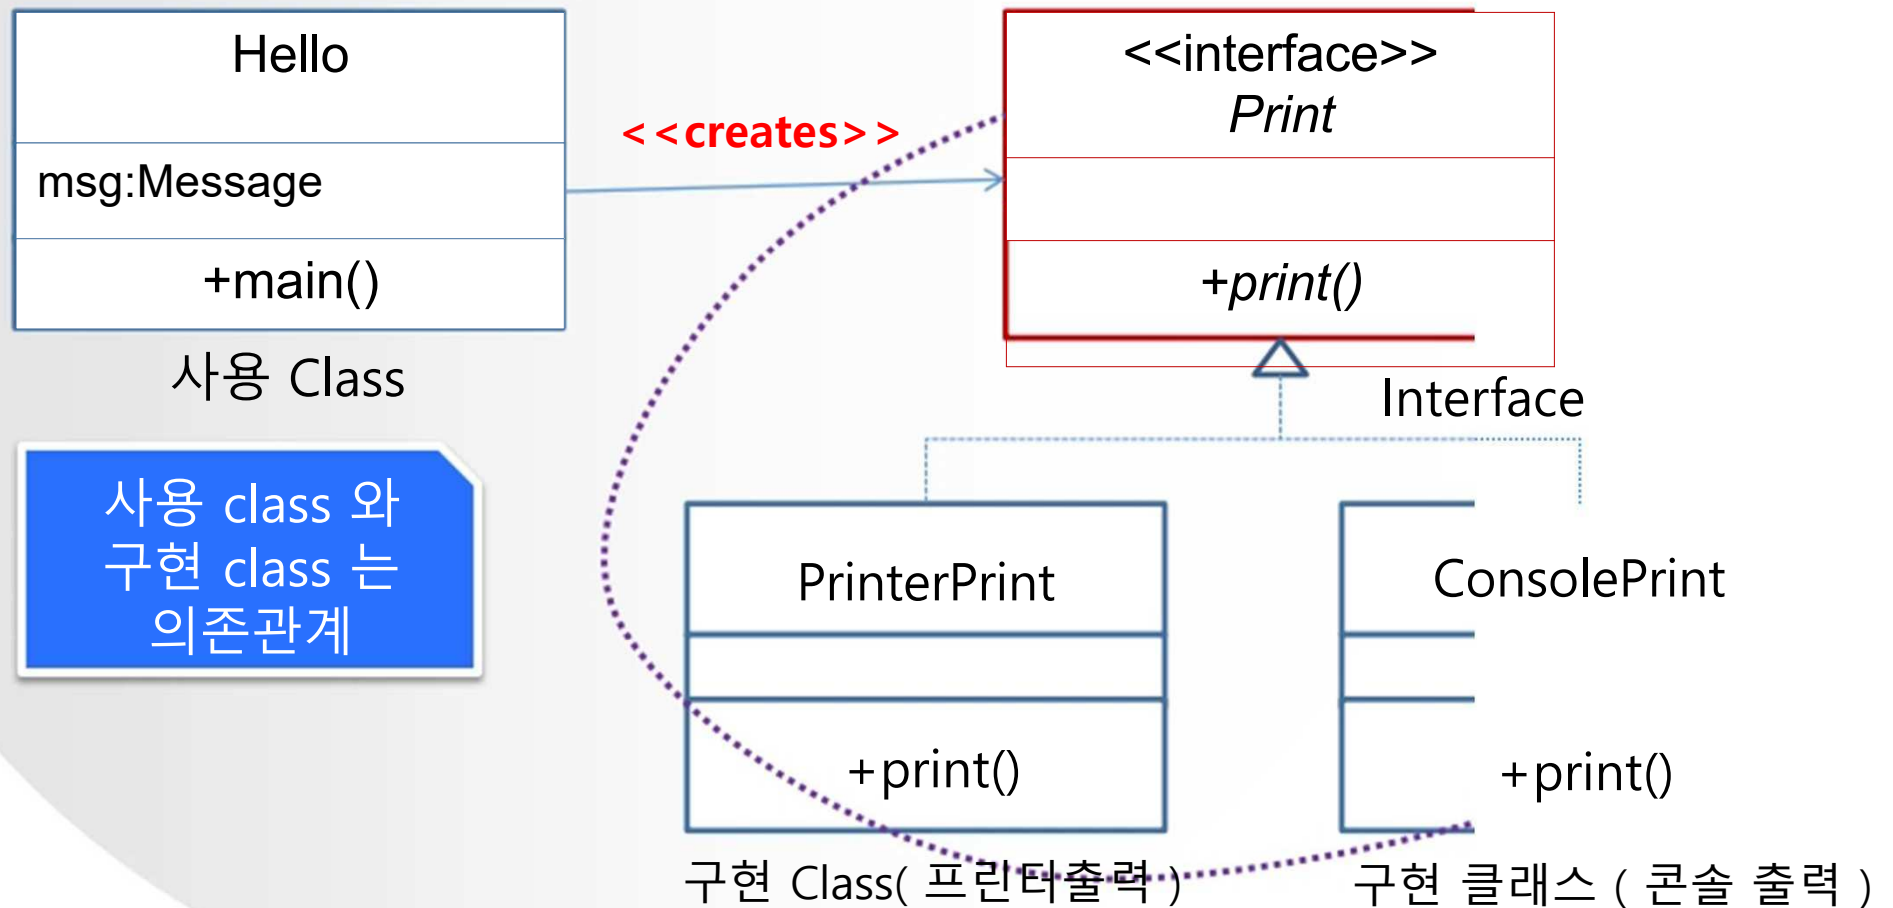 Hello
msg:Message
+main()
사용 Class
<<creates>>
<<interface>>
Print
+print()
Interface
사용 class 와
구현 class 는
의존관계
PrinterPrint
+print()
구현 Class( 프린터출력 )
ConsolePrint
+print()
구현 클래스 ( 콘솔 출력 )